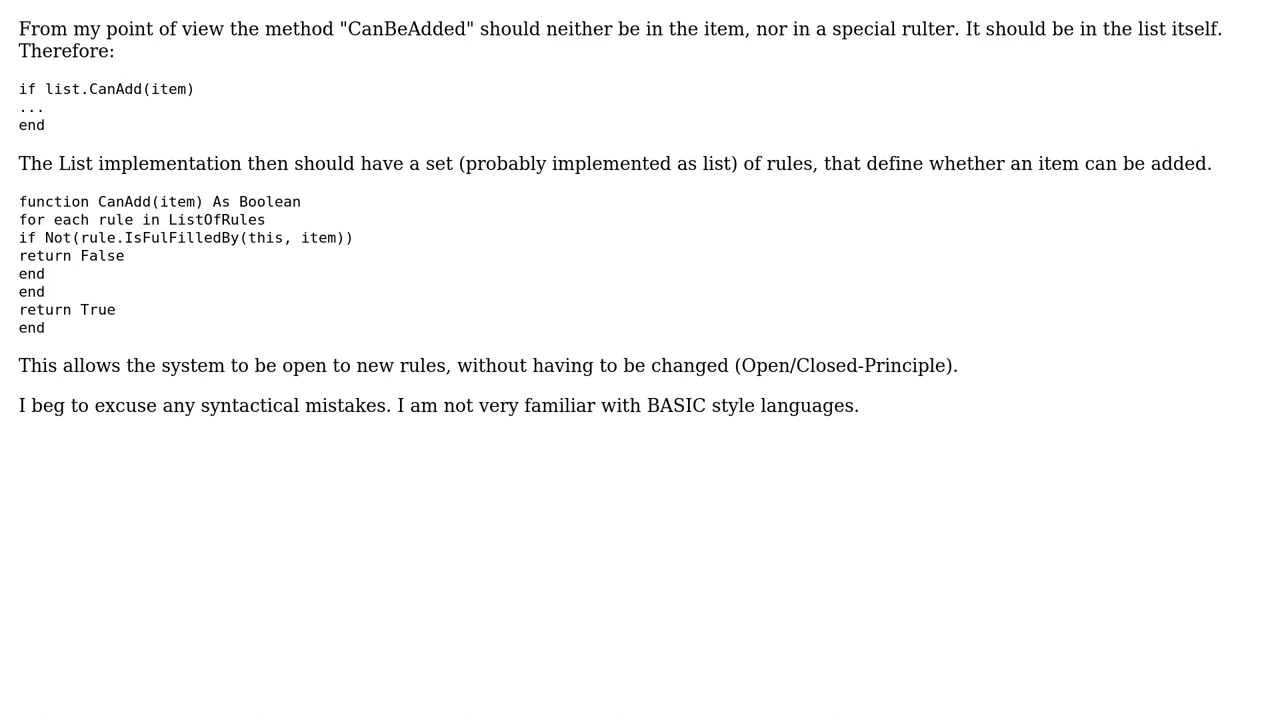 From my point of view the method "CanBeAdded" should neither be in the item, nor in a special rulter. It should be in the list itself.
Therefore:
if list.CanAdd(item)
...
end
The List implementation then should have a set (probably implemented as list) of rules, that define whether an item can be added.
function CanAdd(item) As Boolean
for each rule in ListOfRules
if Not(rule.IsFulFilledBy(this, item))
return False
end
end
return True
end
This allows the system to be open to new rules, without having to be changed (Open/Closed-Principle).
I beg to excuse any syntactical mistakes. I am not very familiar with BASIC style languages.